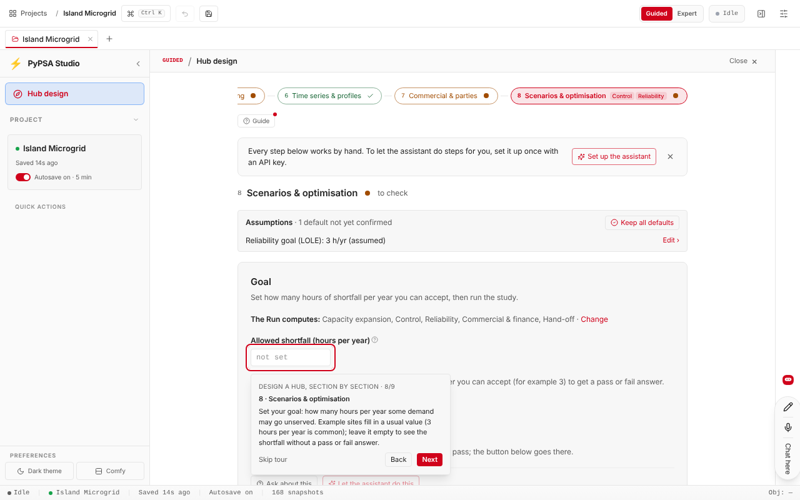 Projects / Island Microgrid Ctrl K Guided Expert Idle
Island Microgrid
PyPSA Studio
Hub design
PROJECT
Island Microgrid
Saved 14s ago
Autosave on · 5 min
QUICK ACTIONS
PREFERENCES
Dark theme Comfy
GUIDED / Hub design Close
6 Time series & profiles 7 Commercial & parties 8 Scenarios & optimisation Control Reliability
Guide
Every step below works by hand. To let the assistant do steps for you, set it up once with
an API key.
Set up the assistant
8 Scenarios & optimisation to check
Assumptions · 1 default not yet confirmed Keep all defaults
Reliability goal (LOLE): 3 h/yr (assumed) Edit ›
Goal
Set how many hours of shortfall per year you can accept, then run the study.
The Run computes: Capacity expansion, Control, Reliability, Commercial & finance, Hand-off · Change
Allowed shortfall (hours per year)
not set
you can accept (for example 3) to get a pass or fail answer.
DESIGN A HUB, SECTION BY SECTION · 8/9
8 · Scenarios & optimisation
Set your goal: how many hours per year some demand
may go unserved. Example sites fill in a usual value (3
hours per year is common); leave it empty to see the
shortfall without a pass or fail answer.
Skip tour Back Next
pass; the button below goes there.
Ask about this Let the assistant do this
Chat here
Idle Island Microgrid Saved 14s ago Autosave on 168 snapshots Obj: —